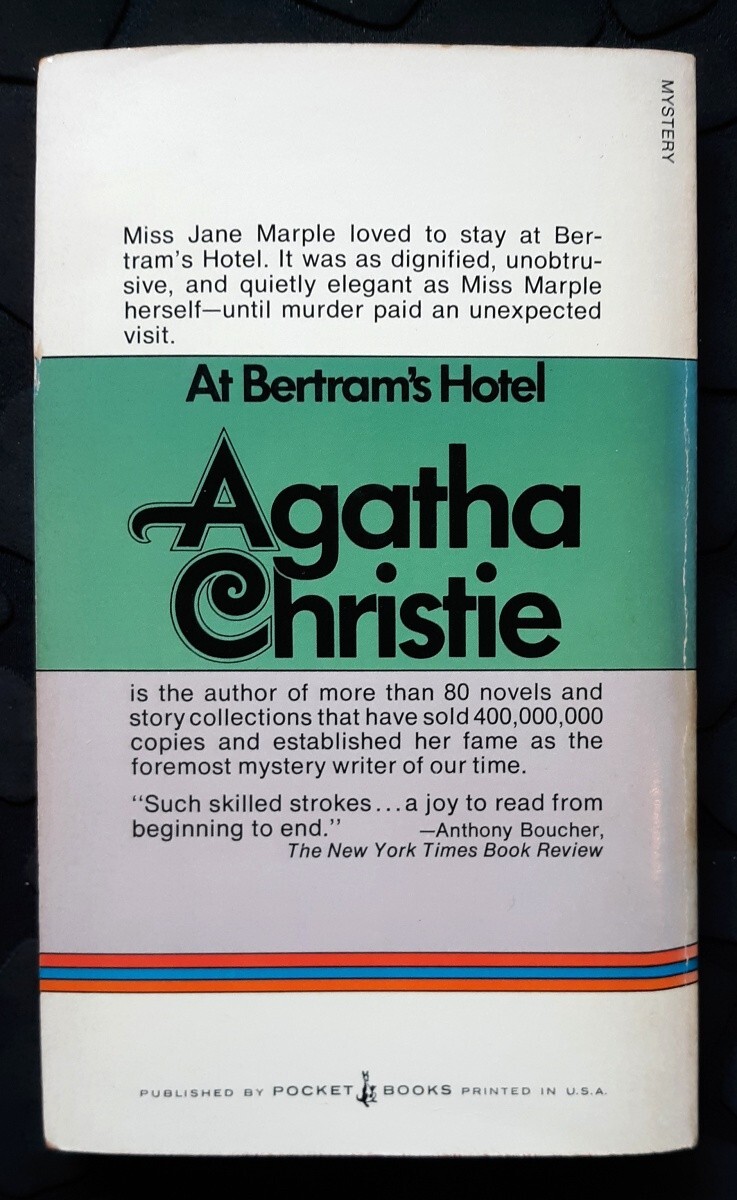 MYSTERY
Miss Jane Marple loved to stay at Ber-
tram's Hotel. It was as dignified, unobtru-
sive, and quietly elegant as Miss Marple
herself—until murder paid an unexpected
visit.
At Bertram's Hotel
Agatha
Christie
is the author of more than 80 novels and
story collections that have sold 400,000,000
copies and established her fame as the
foremost mystery writer of our time.
"Such skilled strokes...a joy to read from
beginning to end." —Anthony Boucher,
The New York Times Book Review
PUBLISHED BY POCKET BOOKS PRINTED IN U.S.A.